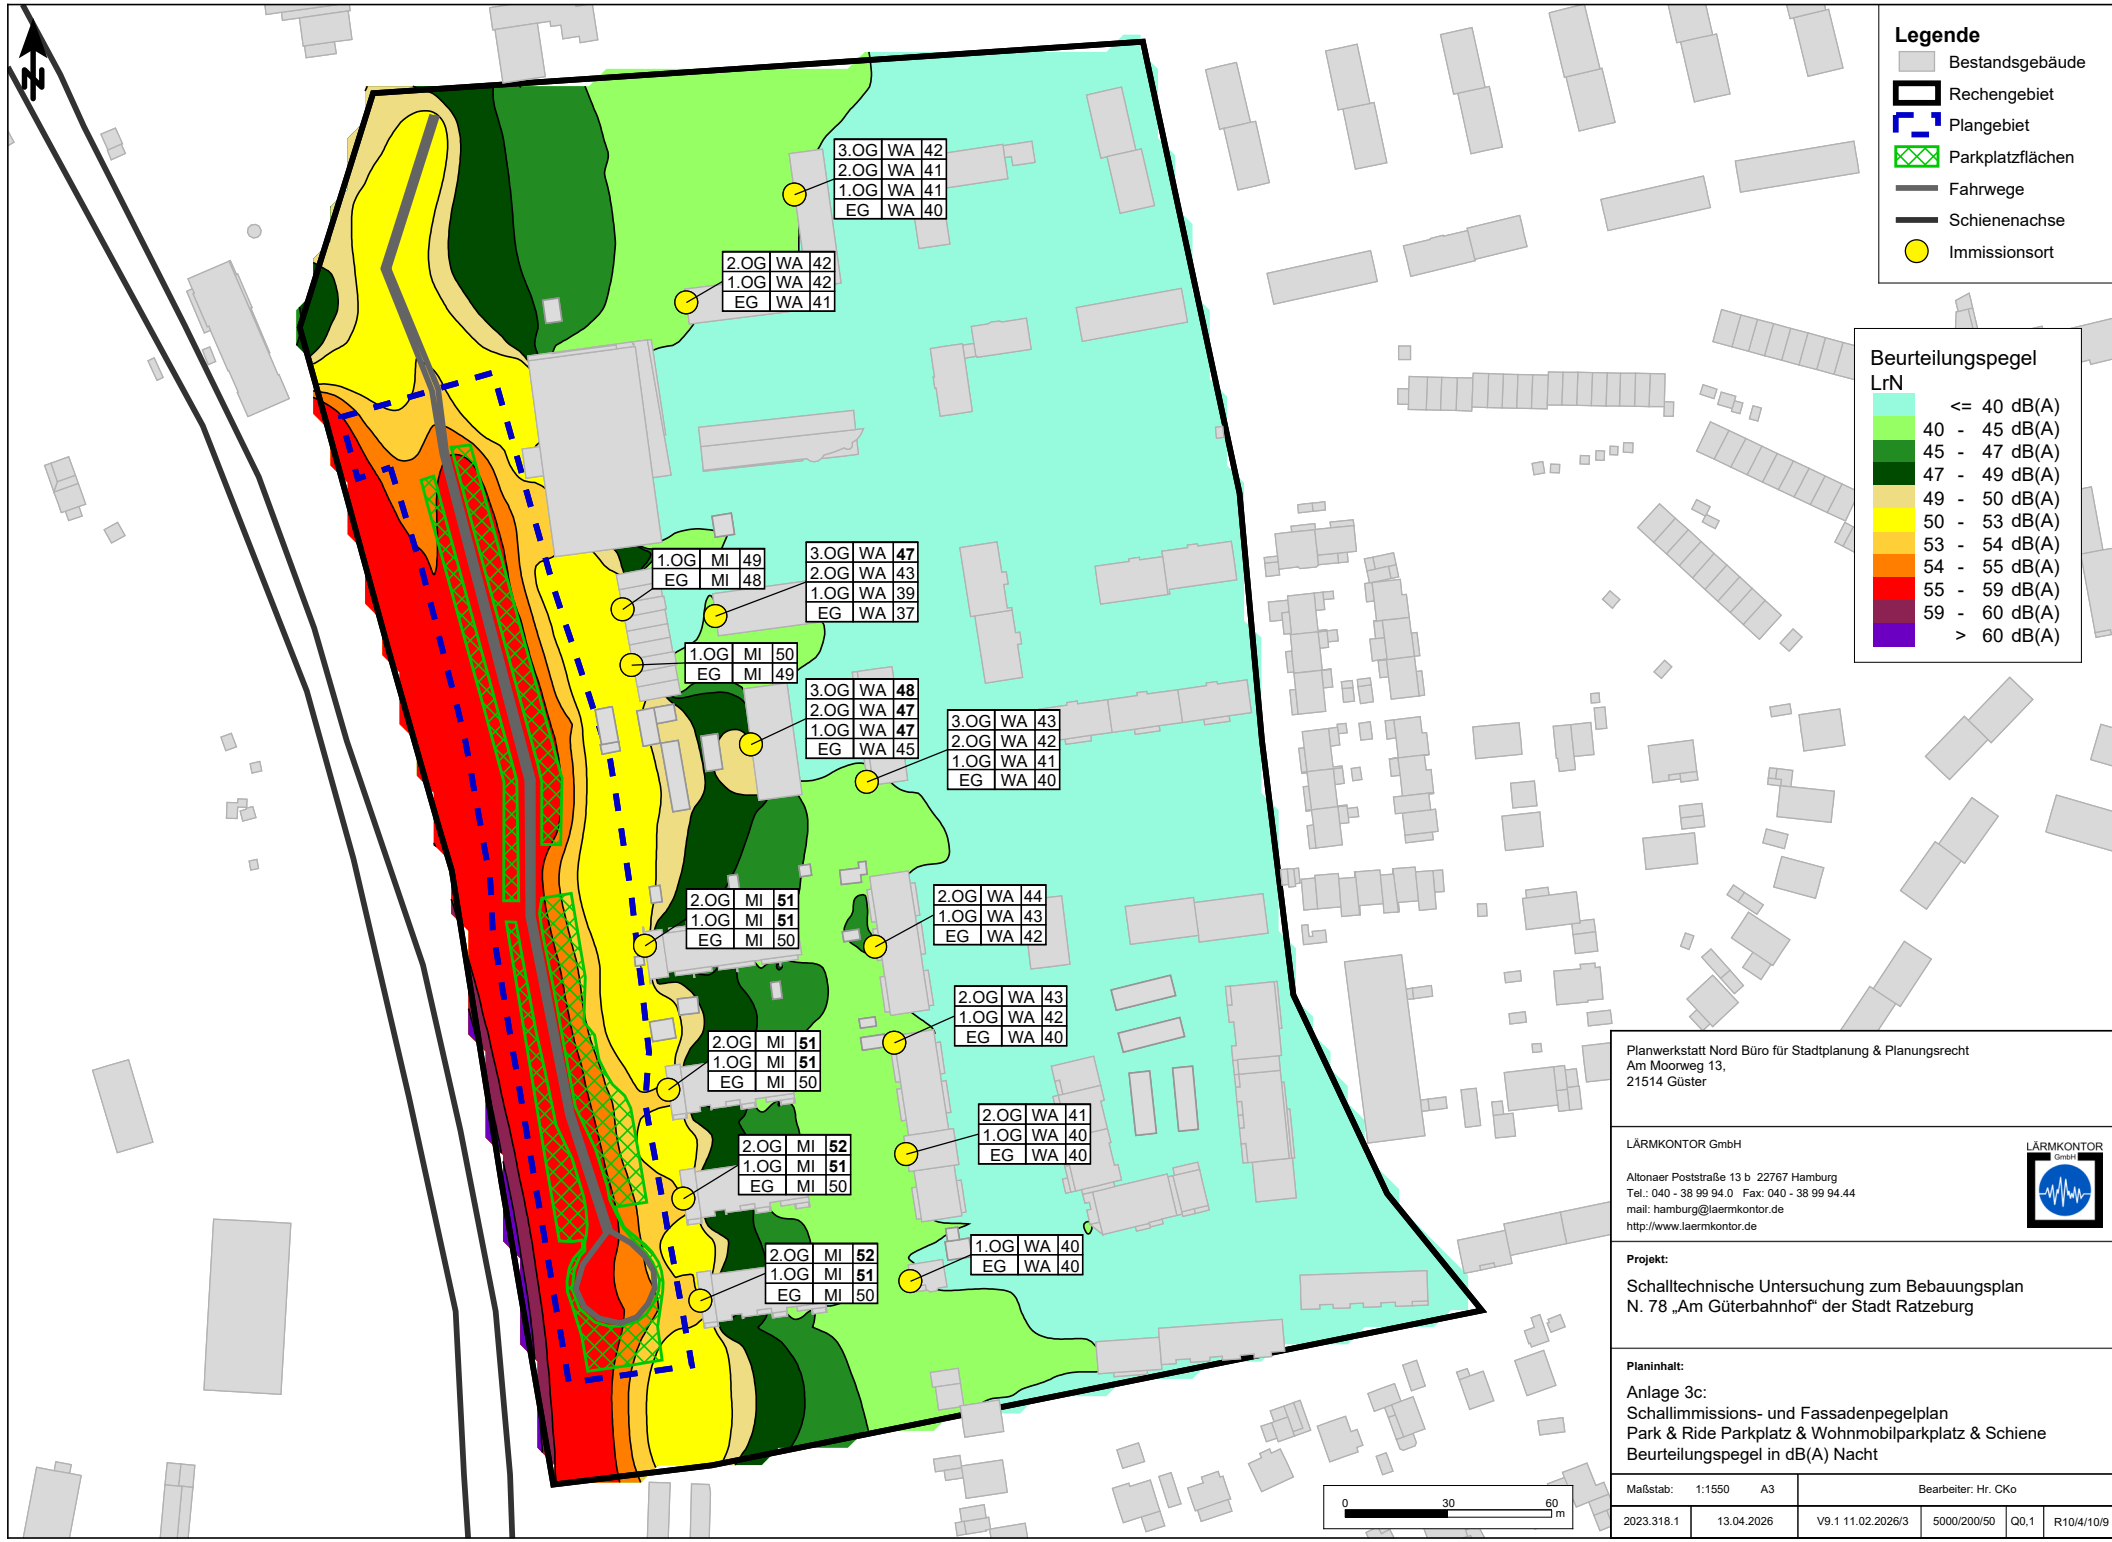 N
Legende
Bestandsgebäude
Rechengebiet
Plangebiet
Parkplatzflächen
Fahrwege
Schienenachse
Immissionsort
Beurteilungspegel
LrN
<= 40 dB(A)
40 - 45 dB(A)
45 - 47 dB(A)
47 - 49 dB(A)
49 - 50 dB(A)
50 - 53 dB(A)
53 - 54 dB(A)
54 - 55 dB(A)
55 - 59 dB(A)
59 - 60 dB(A)
> 60 dB(A)
3.OG WA 42
2.OG WA 41
1.OG WA 41
EG WA 40
2.OG WA 42
1.OG WA 42
EG WA 41
1.OG MI 49
EG MI 48
3.OG WA 47
2.OG WA 43
1.OG WA 39
EG WA 37
1.OG MI 50
EG MI 49
3.OG WA 48
2.OG WA 47
1.OG WA 47
EG WA 45
3.OG WA 43
2.OG WA 42
1.OG WA 41
EG WA 40
2.OG MI 51
1.OG MI 51
EG MI 50
2.OG WA 44
1.OG WA 43
EG WA 42
2.OG WA 43
1.OG WA 42
EG WA 40
2.OG MI 51
1.OG MI 51
EG MI 50
2.OG WA 41
1.OG WA 40
EG WA 40
2.OG MI 52
1.OG MI 51
EG MI 50
1.OG WA 40
EG WA 40
2.OG MI 52
1.OG MI 51
EG MI 50
0 30 60
m
Planwerkstatt Nord Büro für Stadtplanung & Planungsrecht
Am Moorweg 13,
21514 Güster
LÄRMKONTOR GmbH
Altonaer Poststraße 13 b 22767 Hamburg
Tel.: 040 - 38 99 94.0 Fax: 040 - 38 99 94.44
mail: hamburg@laermkontor.de
http://www.laermkontor.de
LÄRMKONTOR
GmbH
Projekt:
Schalltechnische Untersuchung zum Bebauungsplan
N. 78 „Am Güterbahnhof“ der Stadt Ratzeburg
Planinhalt:
Anlage 3c:
Schallimmissions- und Fassadenpegelplan
Park & Ride Parkplatz & Wohnmobilparkplatz & Schiene
Beurteilungspegel in dB(A) Nacht
Maßstab: 1:1550 A3
Bearbeiter: Hr. CKo
2023.318.1 13.04.2026 V9.1 11.02.2026/3 5000/200/50 Q0,1 R10/4/10/9